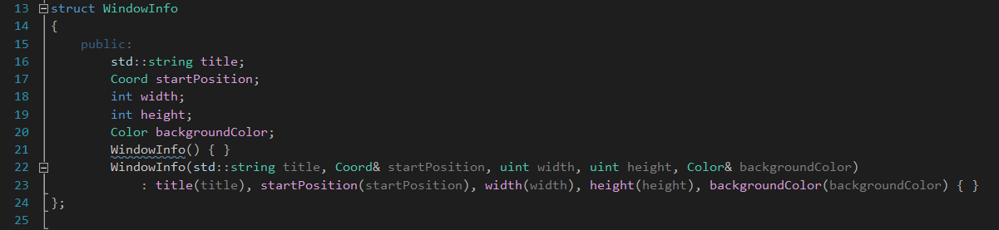 13 struct WindowInfo
14 {
15     public:
16         std::string title;
17         Coord startPosition;
18         int width;
19         int height;
20         Color backgroundColor;
21         WindowInfo() { }
22         WindowInfo(std::string title, Coord& startPosition, uint width, uint height, Color& backgroundColor)
23             : title(title), startPosition(startPosition), width(width), height(height), backgroundColor(backgroundColor) { }
24 };
25